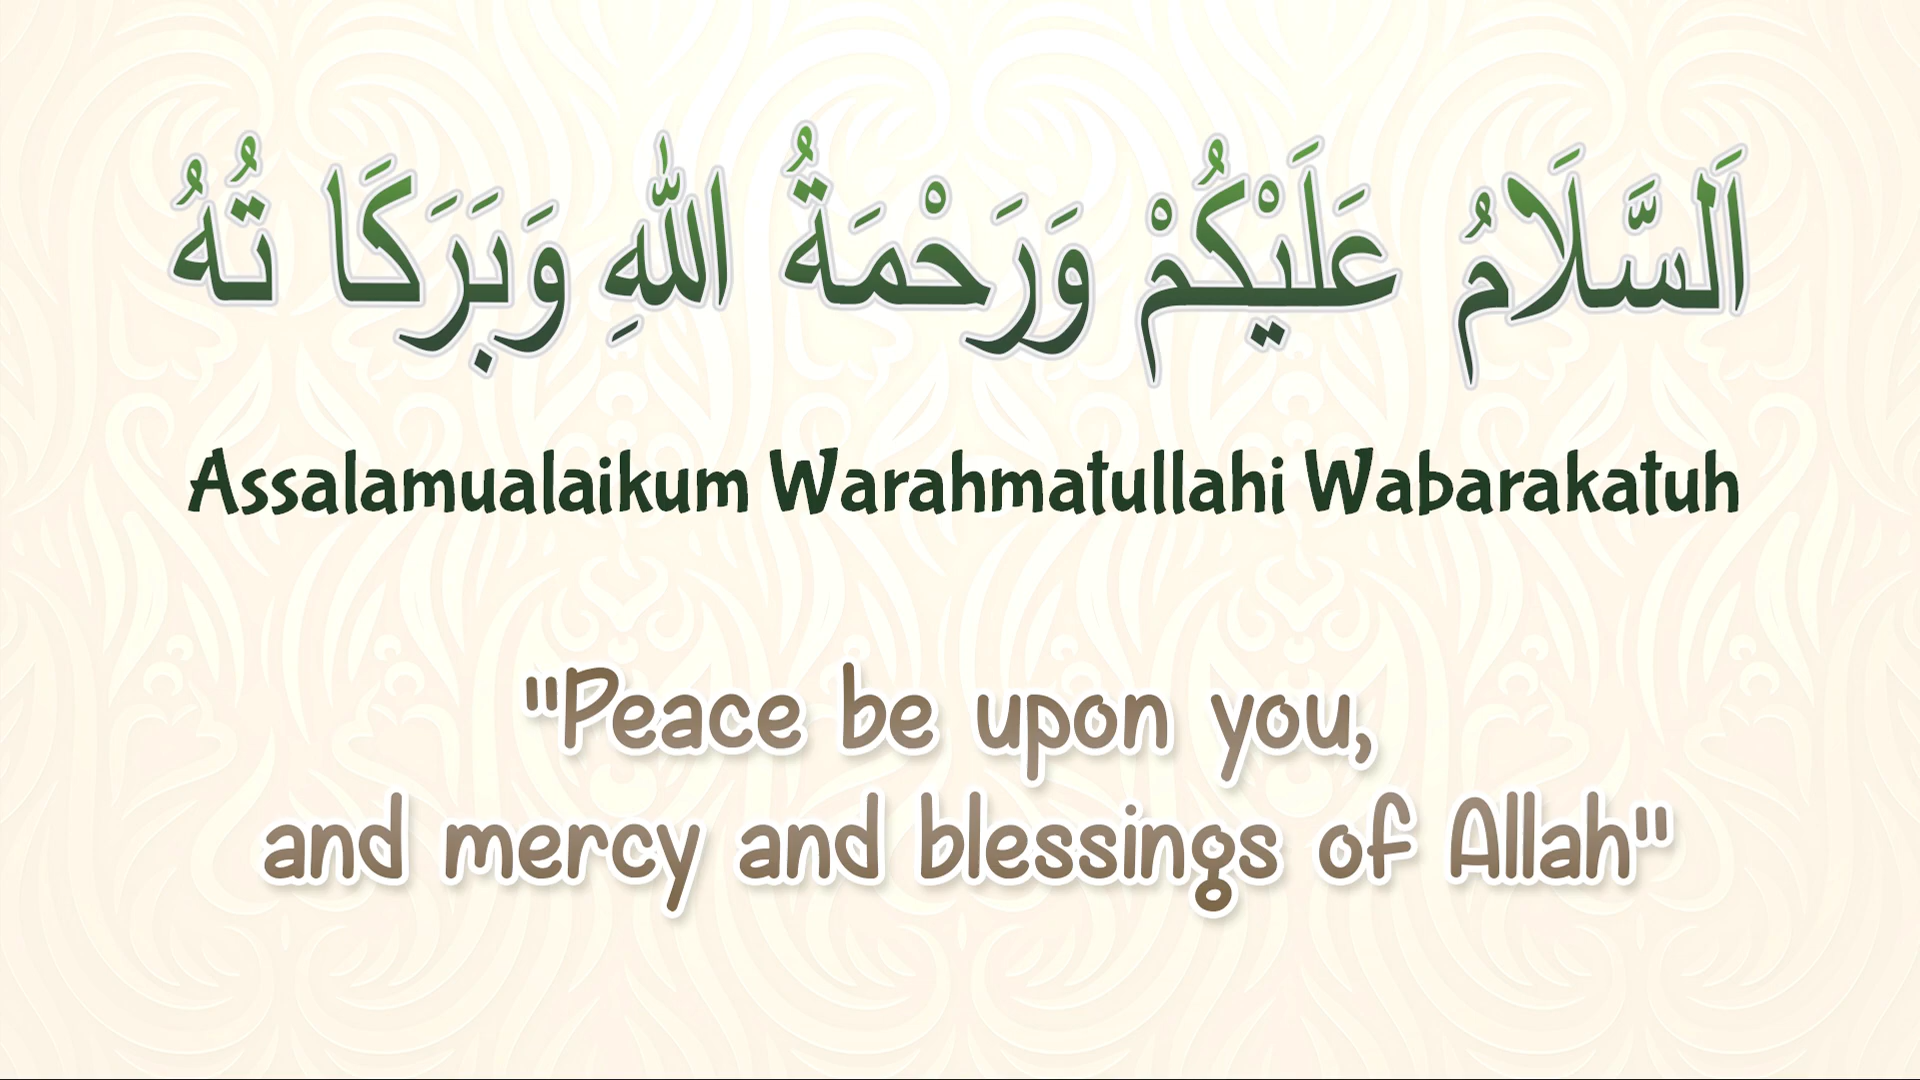 اَلسَّلَامُ عَلَيْكُمْ وَرَحْمَةُ اللهِ وَبَرَكَا تُهُ
Assalamualaikum Warahmatullahi Wabarakatuh
"Peace be upon you,
and mercy and blessings of Allah"